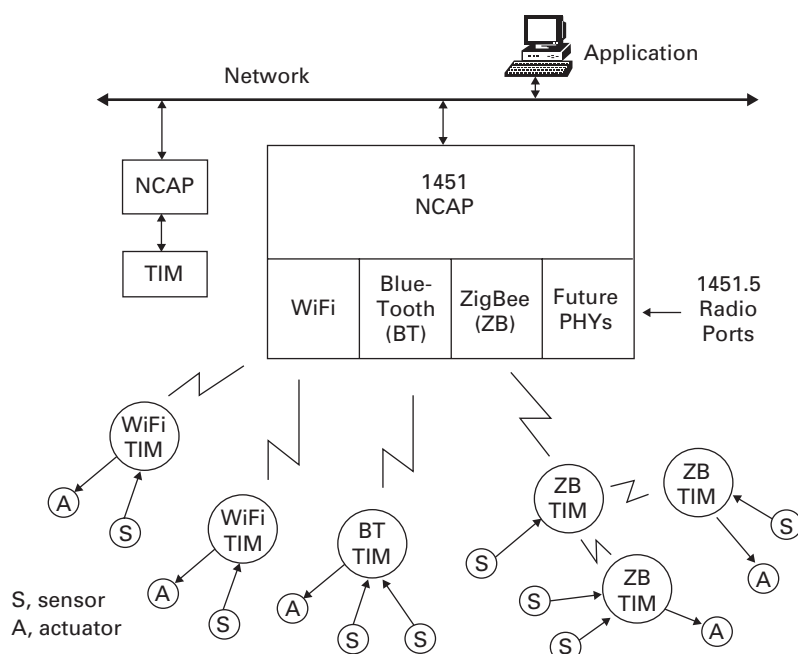 Application
Network
NCAP
TIM
1451
NCAP
WiFi
Blue-
Tooth
(BT)
ZigBee
(ZB)
Future
PHYs
1451.5
Radio
Ports
WiFi
TIM
A
S
WiFi
TIM
A
S
BT
TIM
A
S
S
ZB
TIM
S
ZB
TIM
S
A
ZB
TIM
S
S
A
S, sensor
A, actuator